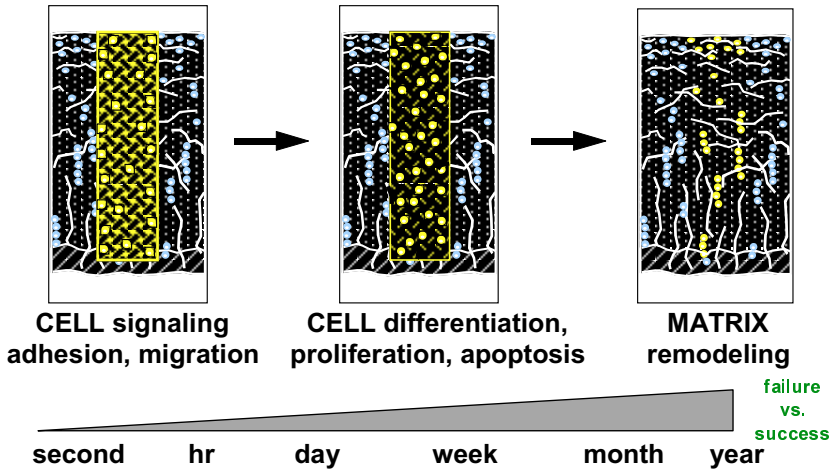 CELL signaling
adhesion, migration
CELL differentiation,
proliferation, apoptosis
MATRIX
remodeling
failure
vs.
success
second hr day week month year